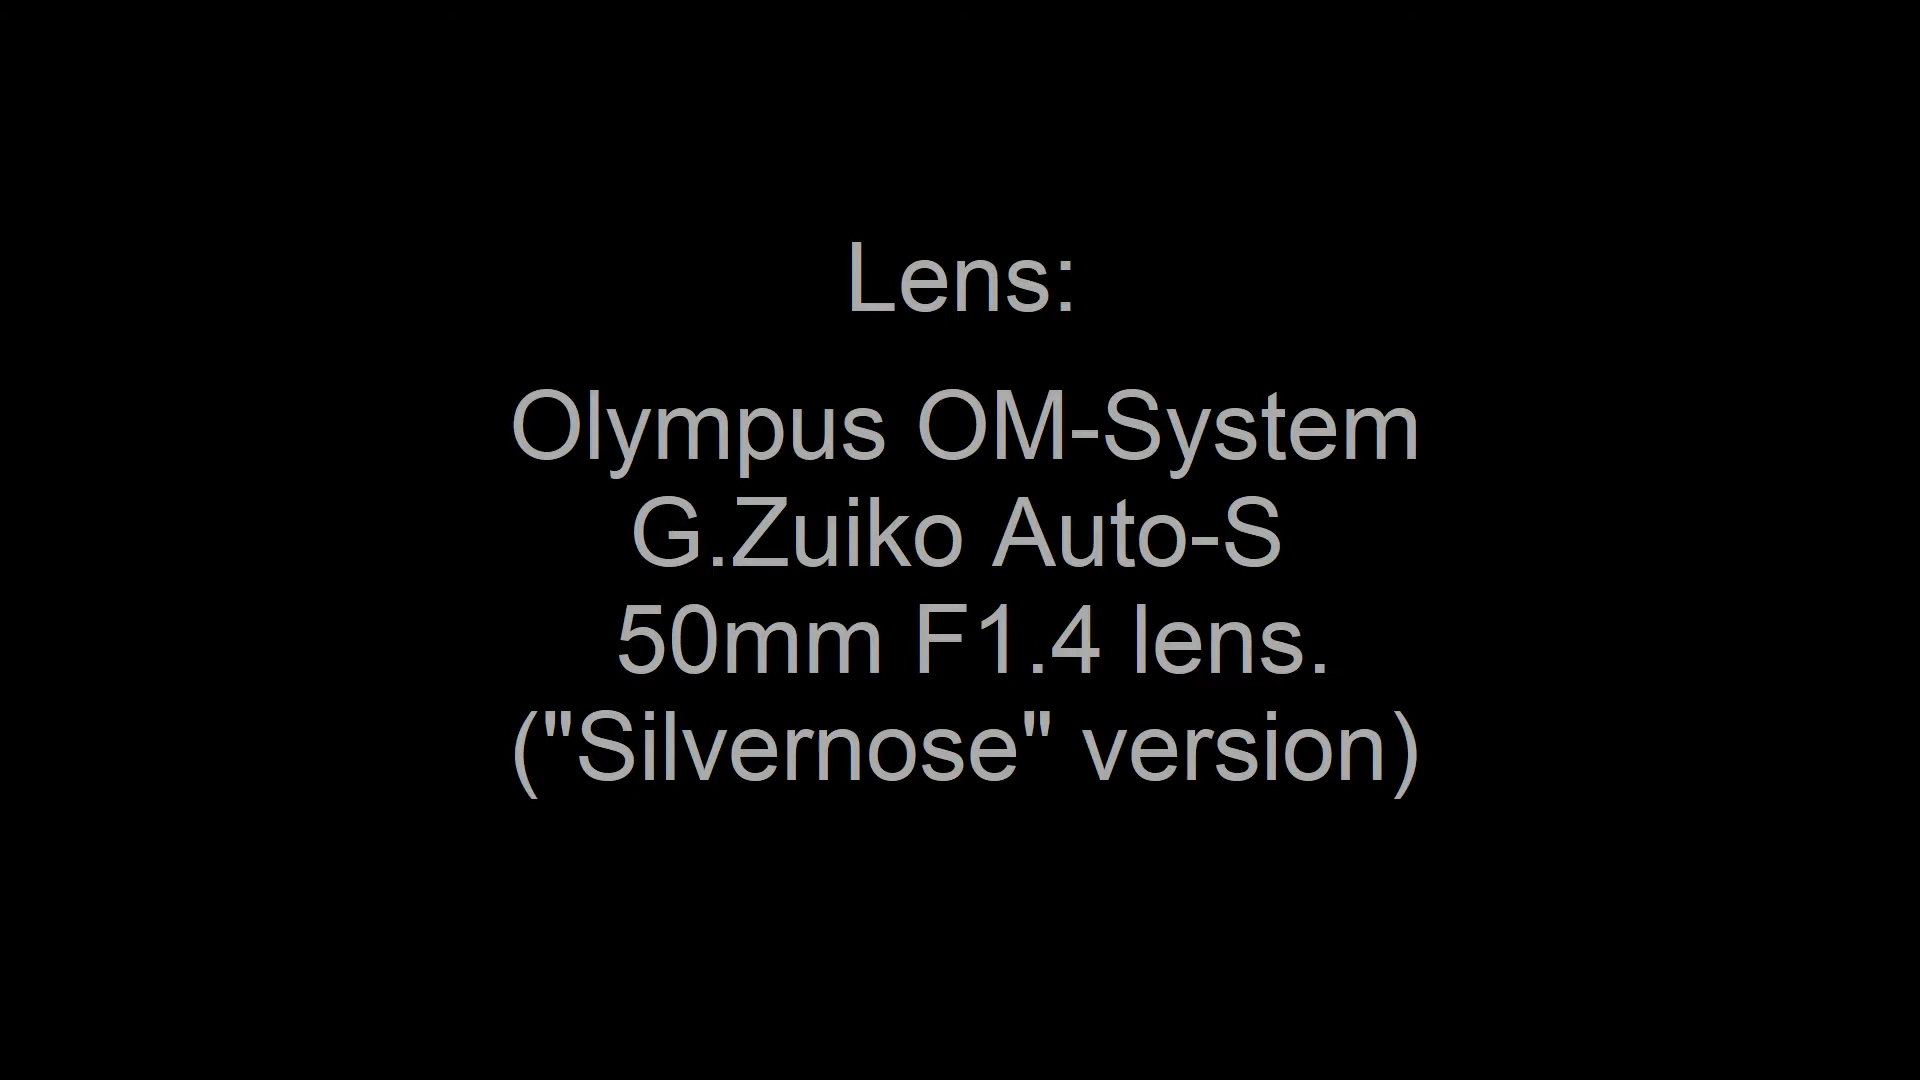 Lens:
Olympus OM-System
G.Zuiko Auto-S
50mm F1.4 lens.
("Silvernose" version)